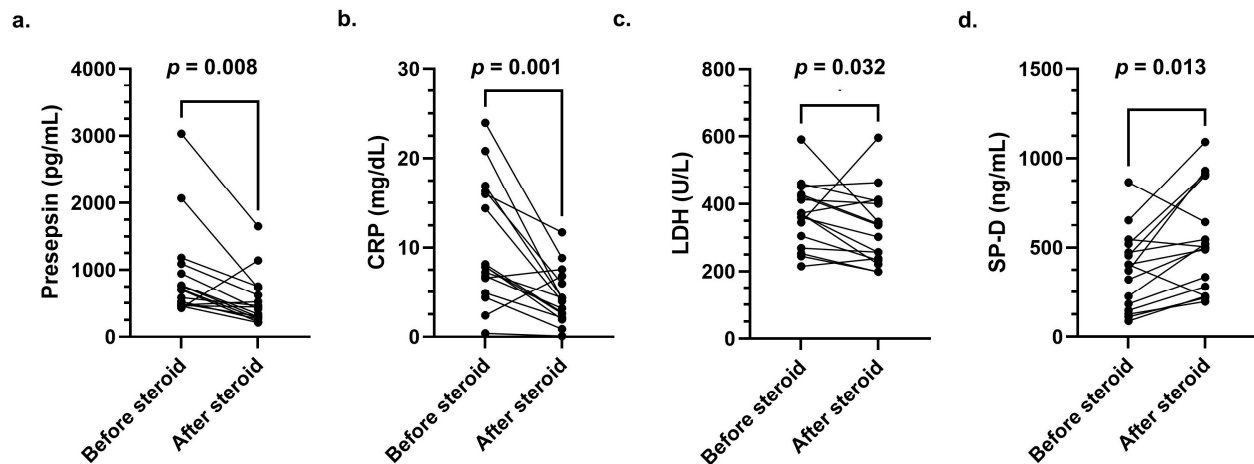 a.
p = 0.008
Presepsin (pg/mL)
4000
3000
2000
1000
0
Before steroid
After steroid
b.
p = 0.001
CRP (mg/dL)
30
20
10
0
Before steroid
After steroid
c.
p = 0.032
LDH (U/L)
800
600
400
200
0
Before steroid
After steroid
d.
p = 0.013
SP-D (ng/mL)
1500
1000
500
0
Before steroid
After steroid